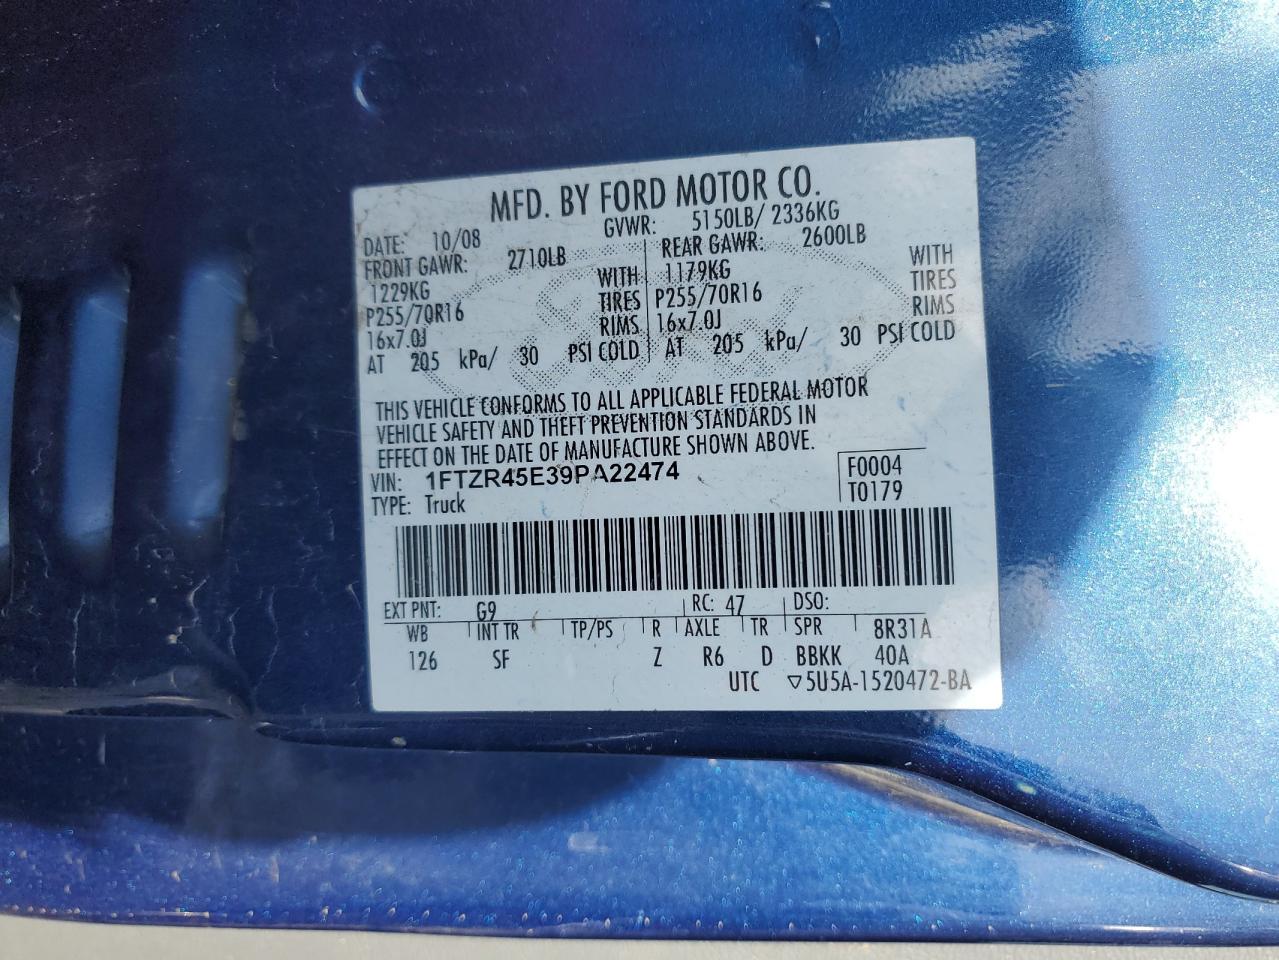 MFD. BY FORD MOTOR CO.
DATE: 10/08 GVWR: 5150LB/ 2336KG
FRONT GAWR: 2710LB REAR GAWR: 2600LB
1229KG WITH 1179KG WITH
P255/70R16 TIRES P255/70R16 TIRES
16x7.0J RIMS 16x7.0J RIMS
AT 205 kPa/ 30 PSI COLD AT 205 kPa/ 30 PSI COLD
THIS VEHICLE CONFORMS TO ALL APPLICABLE FEDERAL MOTOR
VEHICLE SAFETY AND THEFT PREVENTION STANDARDS IN
EFFECT ON THE DATE OF MANUFACTURE SHOWN ABOVE.
VIN: 1FTZR45E39PA22474 F0004
TYPE: Truck T0179
EXT PNT: G9 RC: 47 DSO:
WB INT TR TP/PS R AXLE TR SPR 8R31A
126 SF Z R6 D BBKK 40A
UTC ▽5U5A-1520472-BA